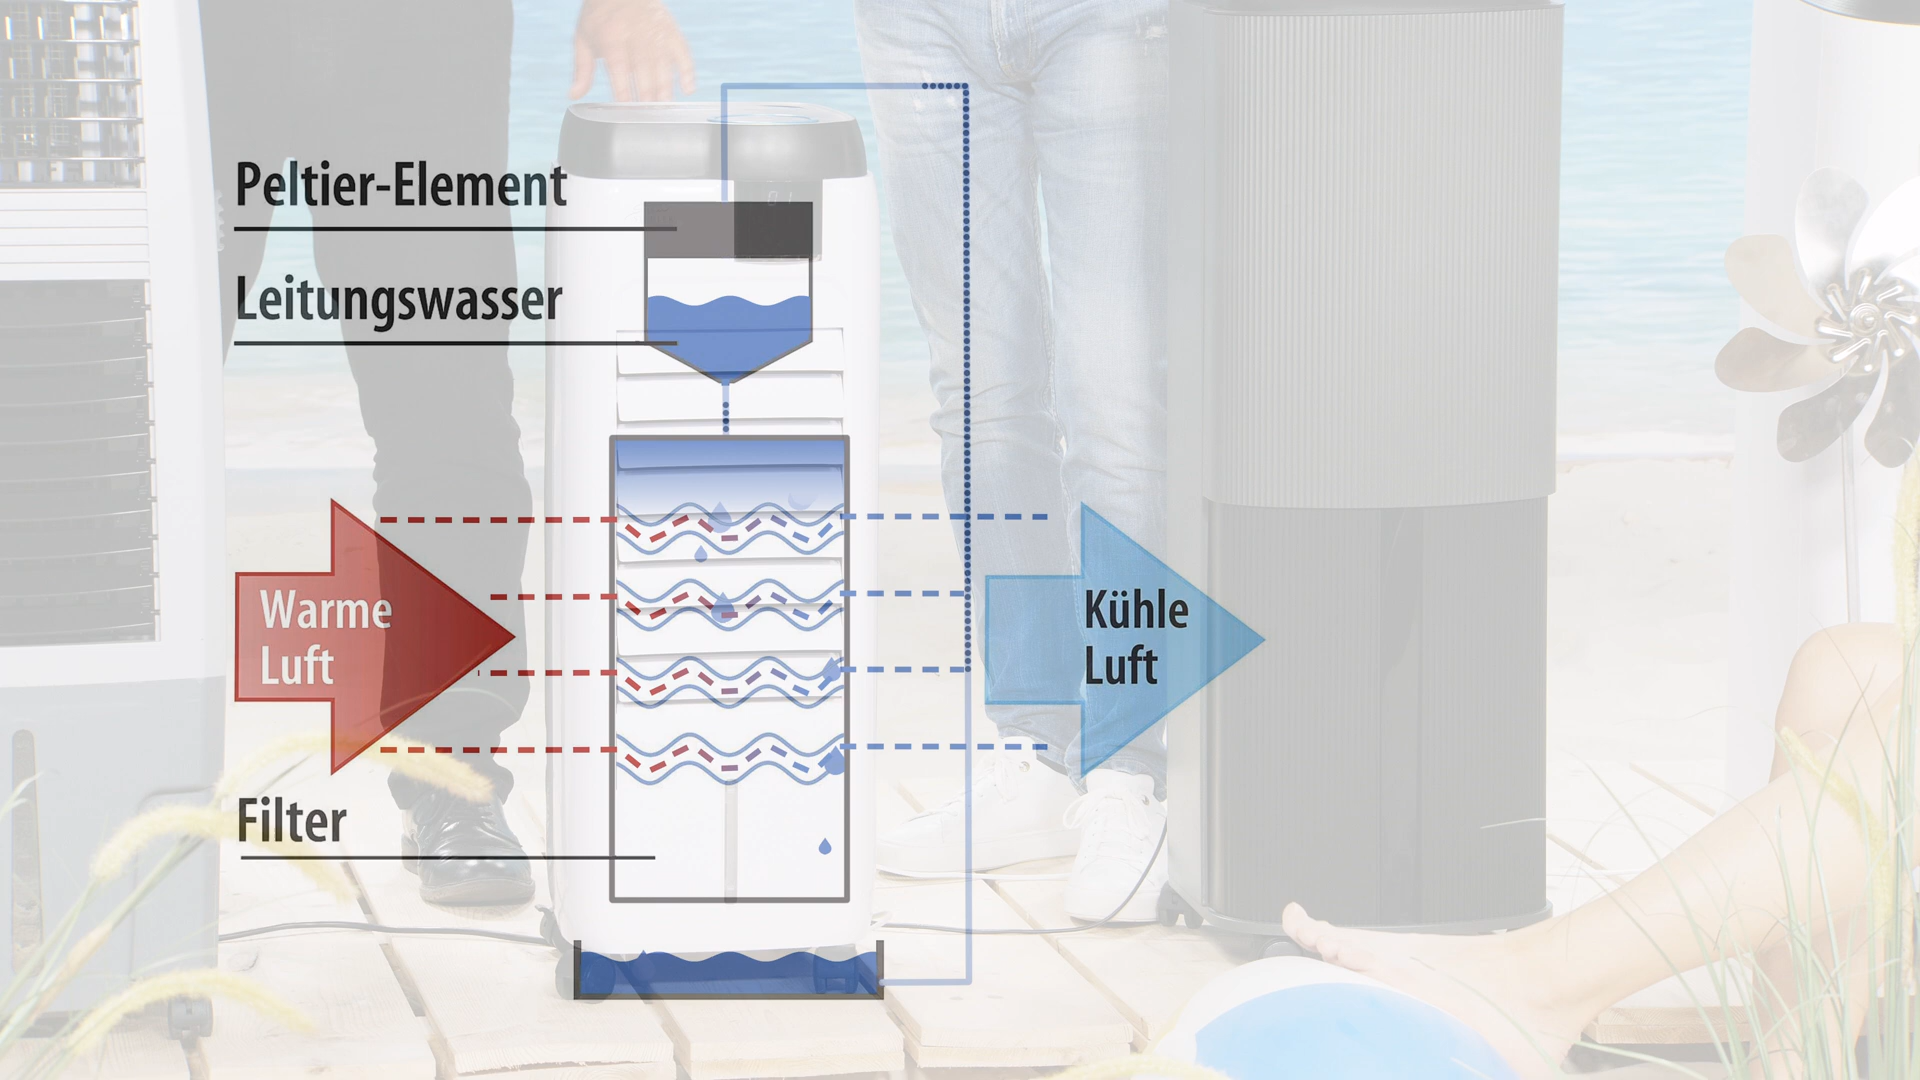 Peltier-Element
Leitungswasser
Warme
Luft
Kühle
Luft
Filter